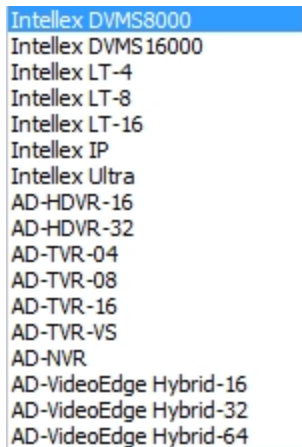 Intellex DVMS8000
Intellex DVMS16000
Intellex LT-4
Intellex LT-8
Intellex LT-16
Intellex IP
Intellex Ultra
AD-HDVR-16
AD-HDVR-32
AD-TVR-04
AD-TVR-08
AD-TVR-16
AD-TVR-VS
AD-NVR
AD-VideoEdge Hybrid-16
AD-VideoEdge Hybrid-32
AD-VideoEdge Hybrid-64